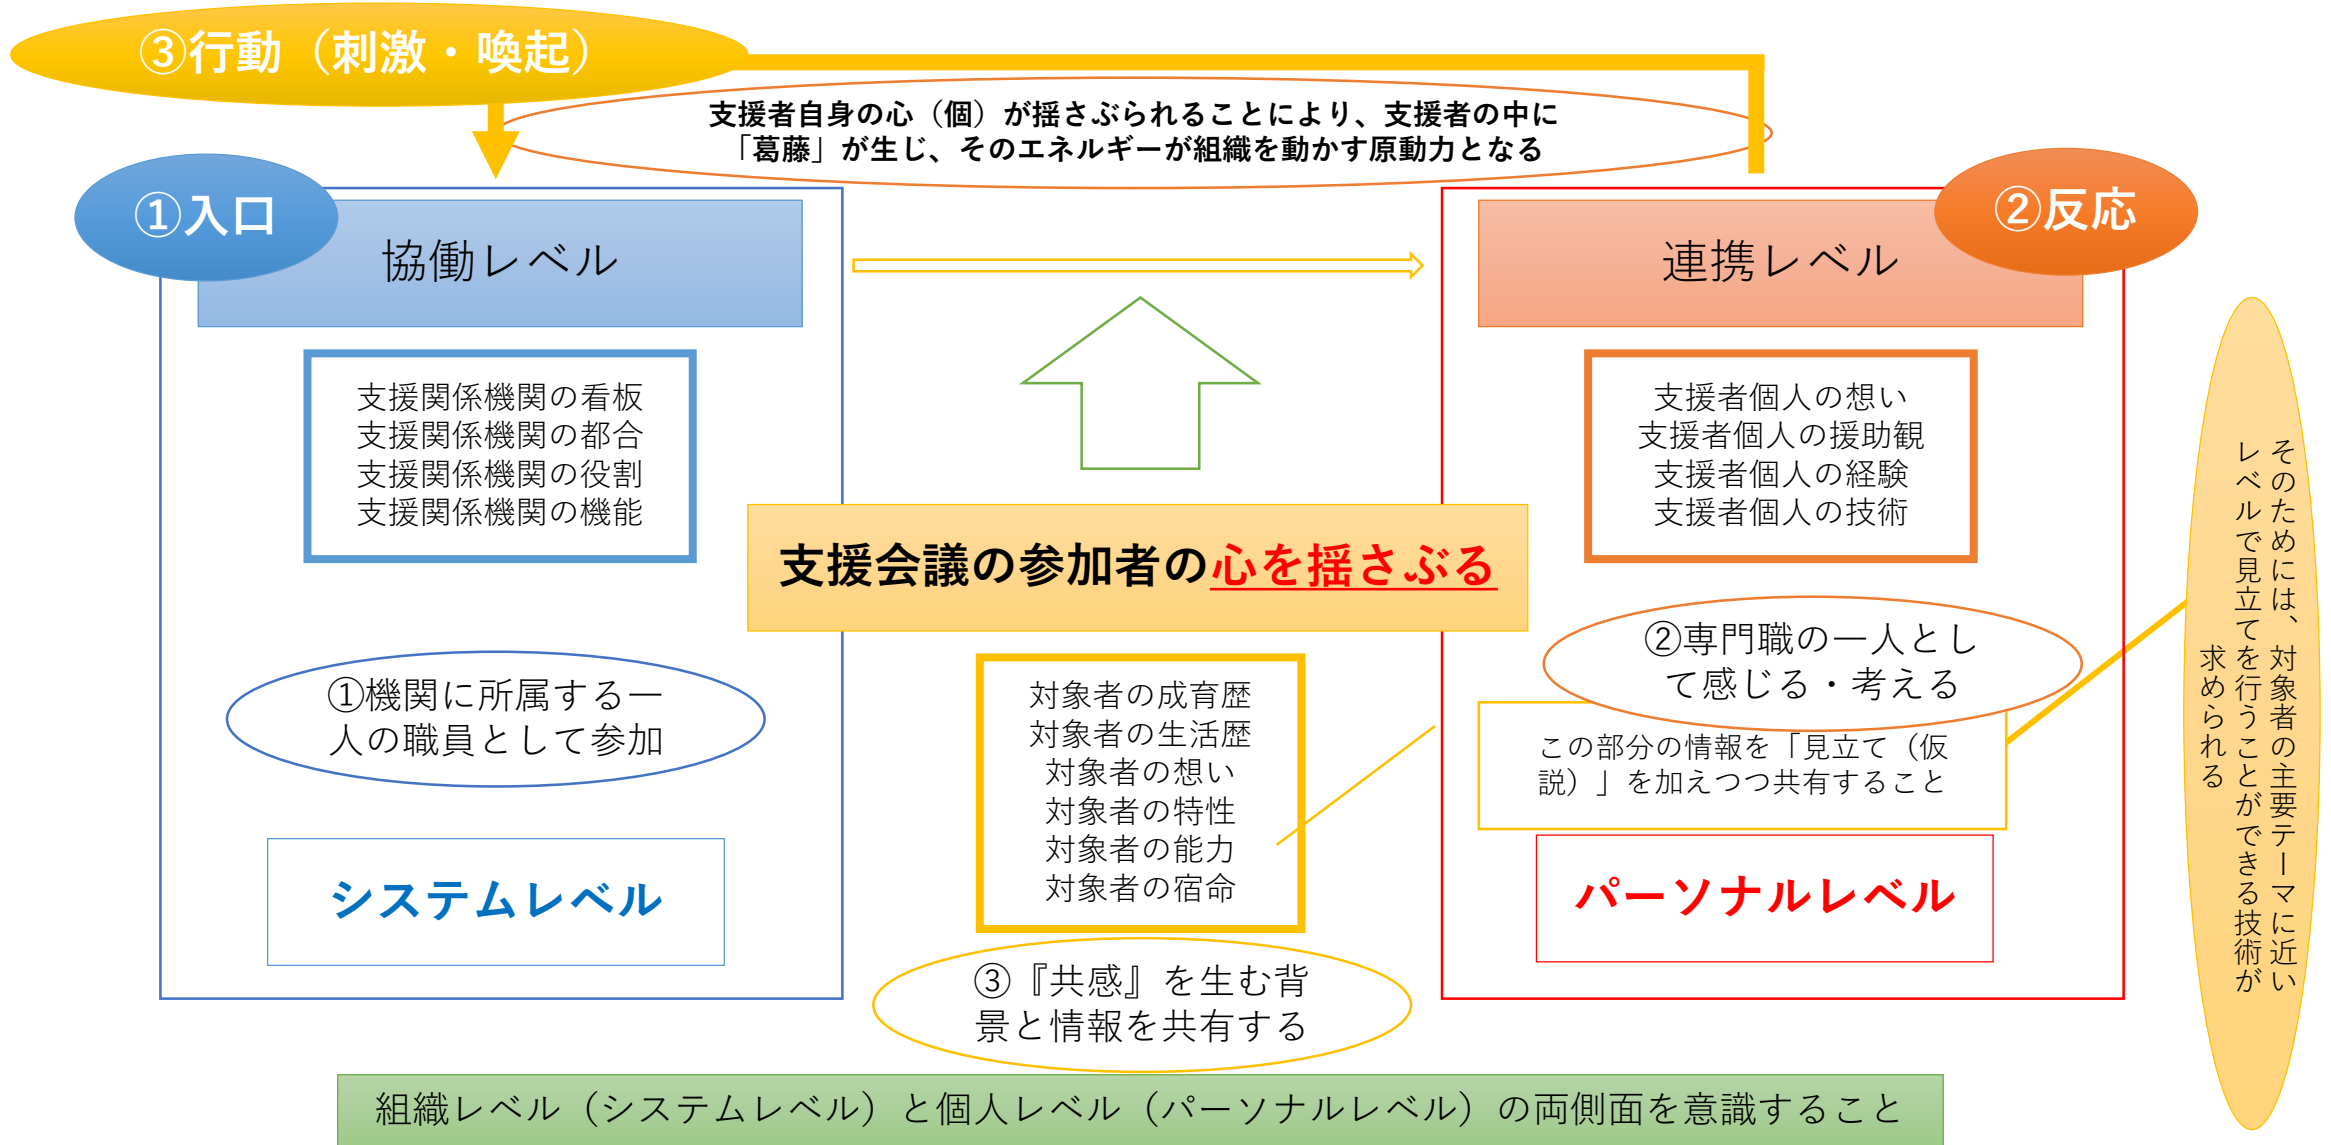 ③行動（刺激・喚起）
支援者自身の心（個）が揺さぶられることにより、支援者の中に
「葛藤」が生じ、そのエネルギーが組織を動かす原動力となる
①入口
協働レベル
支援関係機関の看板
支援関係機関の都合
支援関係機関の役割
支援関係機関の機能
①機関に所属する一
人の職員として参加
システムレベル
支援会議の参加者の心を揺さぶる
対象者の成育歴
対象者の生活歴
対象者の想い
対象者の特性
対象者の能力
対象者の宿命
③『共感』を生む背
景と情報を共有する
②反応
連携レベル
支援者個人の想い
支援者個人の援助観
支援者個人の経験
支援者個人の技術
②専門職の一人とし
て感じる・考える
この部分の情報を「見立て（仮
説）」を加えつつ共有すること
パーソナルレベル
そのためには、対象者の主要テーマに近い
レベルで見立てを行うことができる技術が
求められる
組織レベル（システムレベル）と個人レベル（パーソナルレベル）の両側面を意識すること